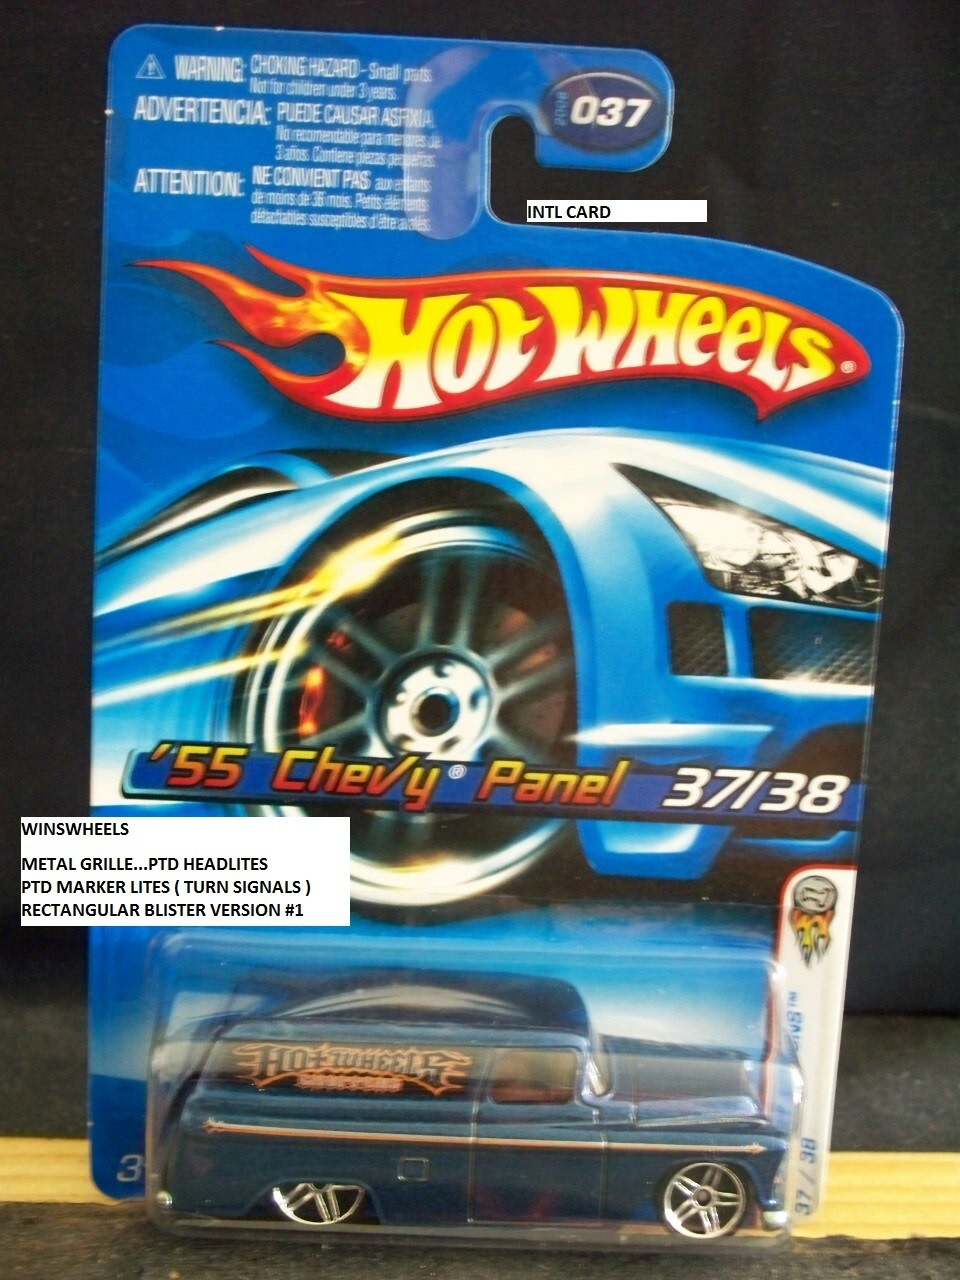 WARNING: CHOKING HAZARD - Small parts.
Not for children under 3 years.
ADVERTENCIA: PUEDE CAUSAR ASFIXIA.
No recomendable para menores de
3 años. Contiene piezas pequeñas.
ATTENTION: NE CONVIENT PAS aux enfants
de moins de 36 mois. Petits éléments
détachables susceptibles d'être avalés.
2006 037
INTL CARD
HOT WHEELS ®
'55 Chevy® Panel 37/38
WINSWHEELS
METAL GRILLE...PTD HEADLITES
PTD MARKER LITES ( TURN SIGNALS )
RECTANGULAR BLISTER VERSION #1
HOT WHEELS
CHOPPERS
37 / 38